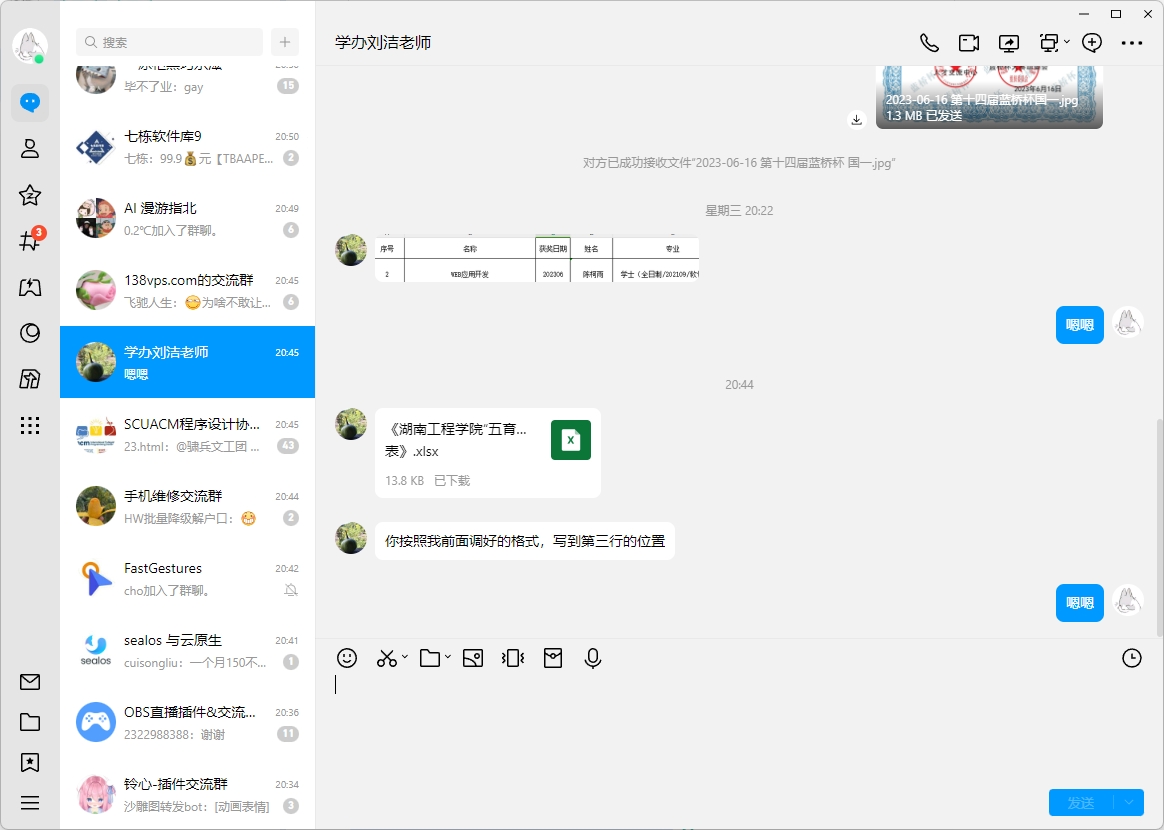 搜索
毕不了业：gay
15
七栋软件库9
20:50
七栋：99.9💰元【TBAAPE...
2
AI 漫游指北
20:49
0.2℃加入了群聊。
6
138vps.com的交流群
20:45
飞驰人生：😉为啥不敢让...
6
学办刘洁老师
20:45
嗯嗯
SCUACM程序设计协...
20:45
23.html：@骕兵文工团 ...
43
手机维修交流群
20:44
HW批量降级解户口：😁
2
FastGestures
20:42
cho加入了群聊。
sealos 与云原生
20:41
cuisongliu：一个月150不...
1
OBS直播插件&交流...
20:36
2322988388：谢谢
11
铃心-插件交流群
20:34
沙雕图转发bot：[动画表情]
3
3
sealos
学办刘洁老师
2023年6月16日
2023-06-16 第十四届蓝桥杯国一.jpg
1.3 MB 已发送
对方已成功接收文件“2023-06-16 第十四届蓝桥杯 国一.jpg”
星期三 20:22
序号 名称 获奖日期 姓名 专业
2 WEB应用开发 202306 陈柯雨 学士（全日制/202109/软
嗯嗯
20:44
《湖南工程学院“五育...
表》.xlsx
13.8 KB 已下载
你按照我前面调好的格式，写到第三行的位置
嗯嗯
发送